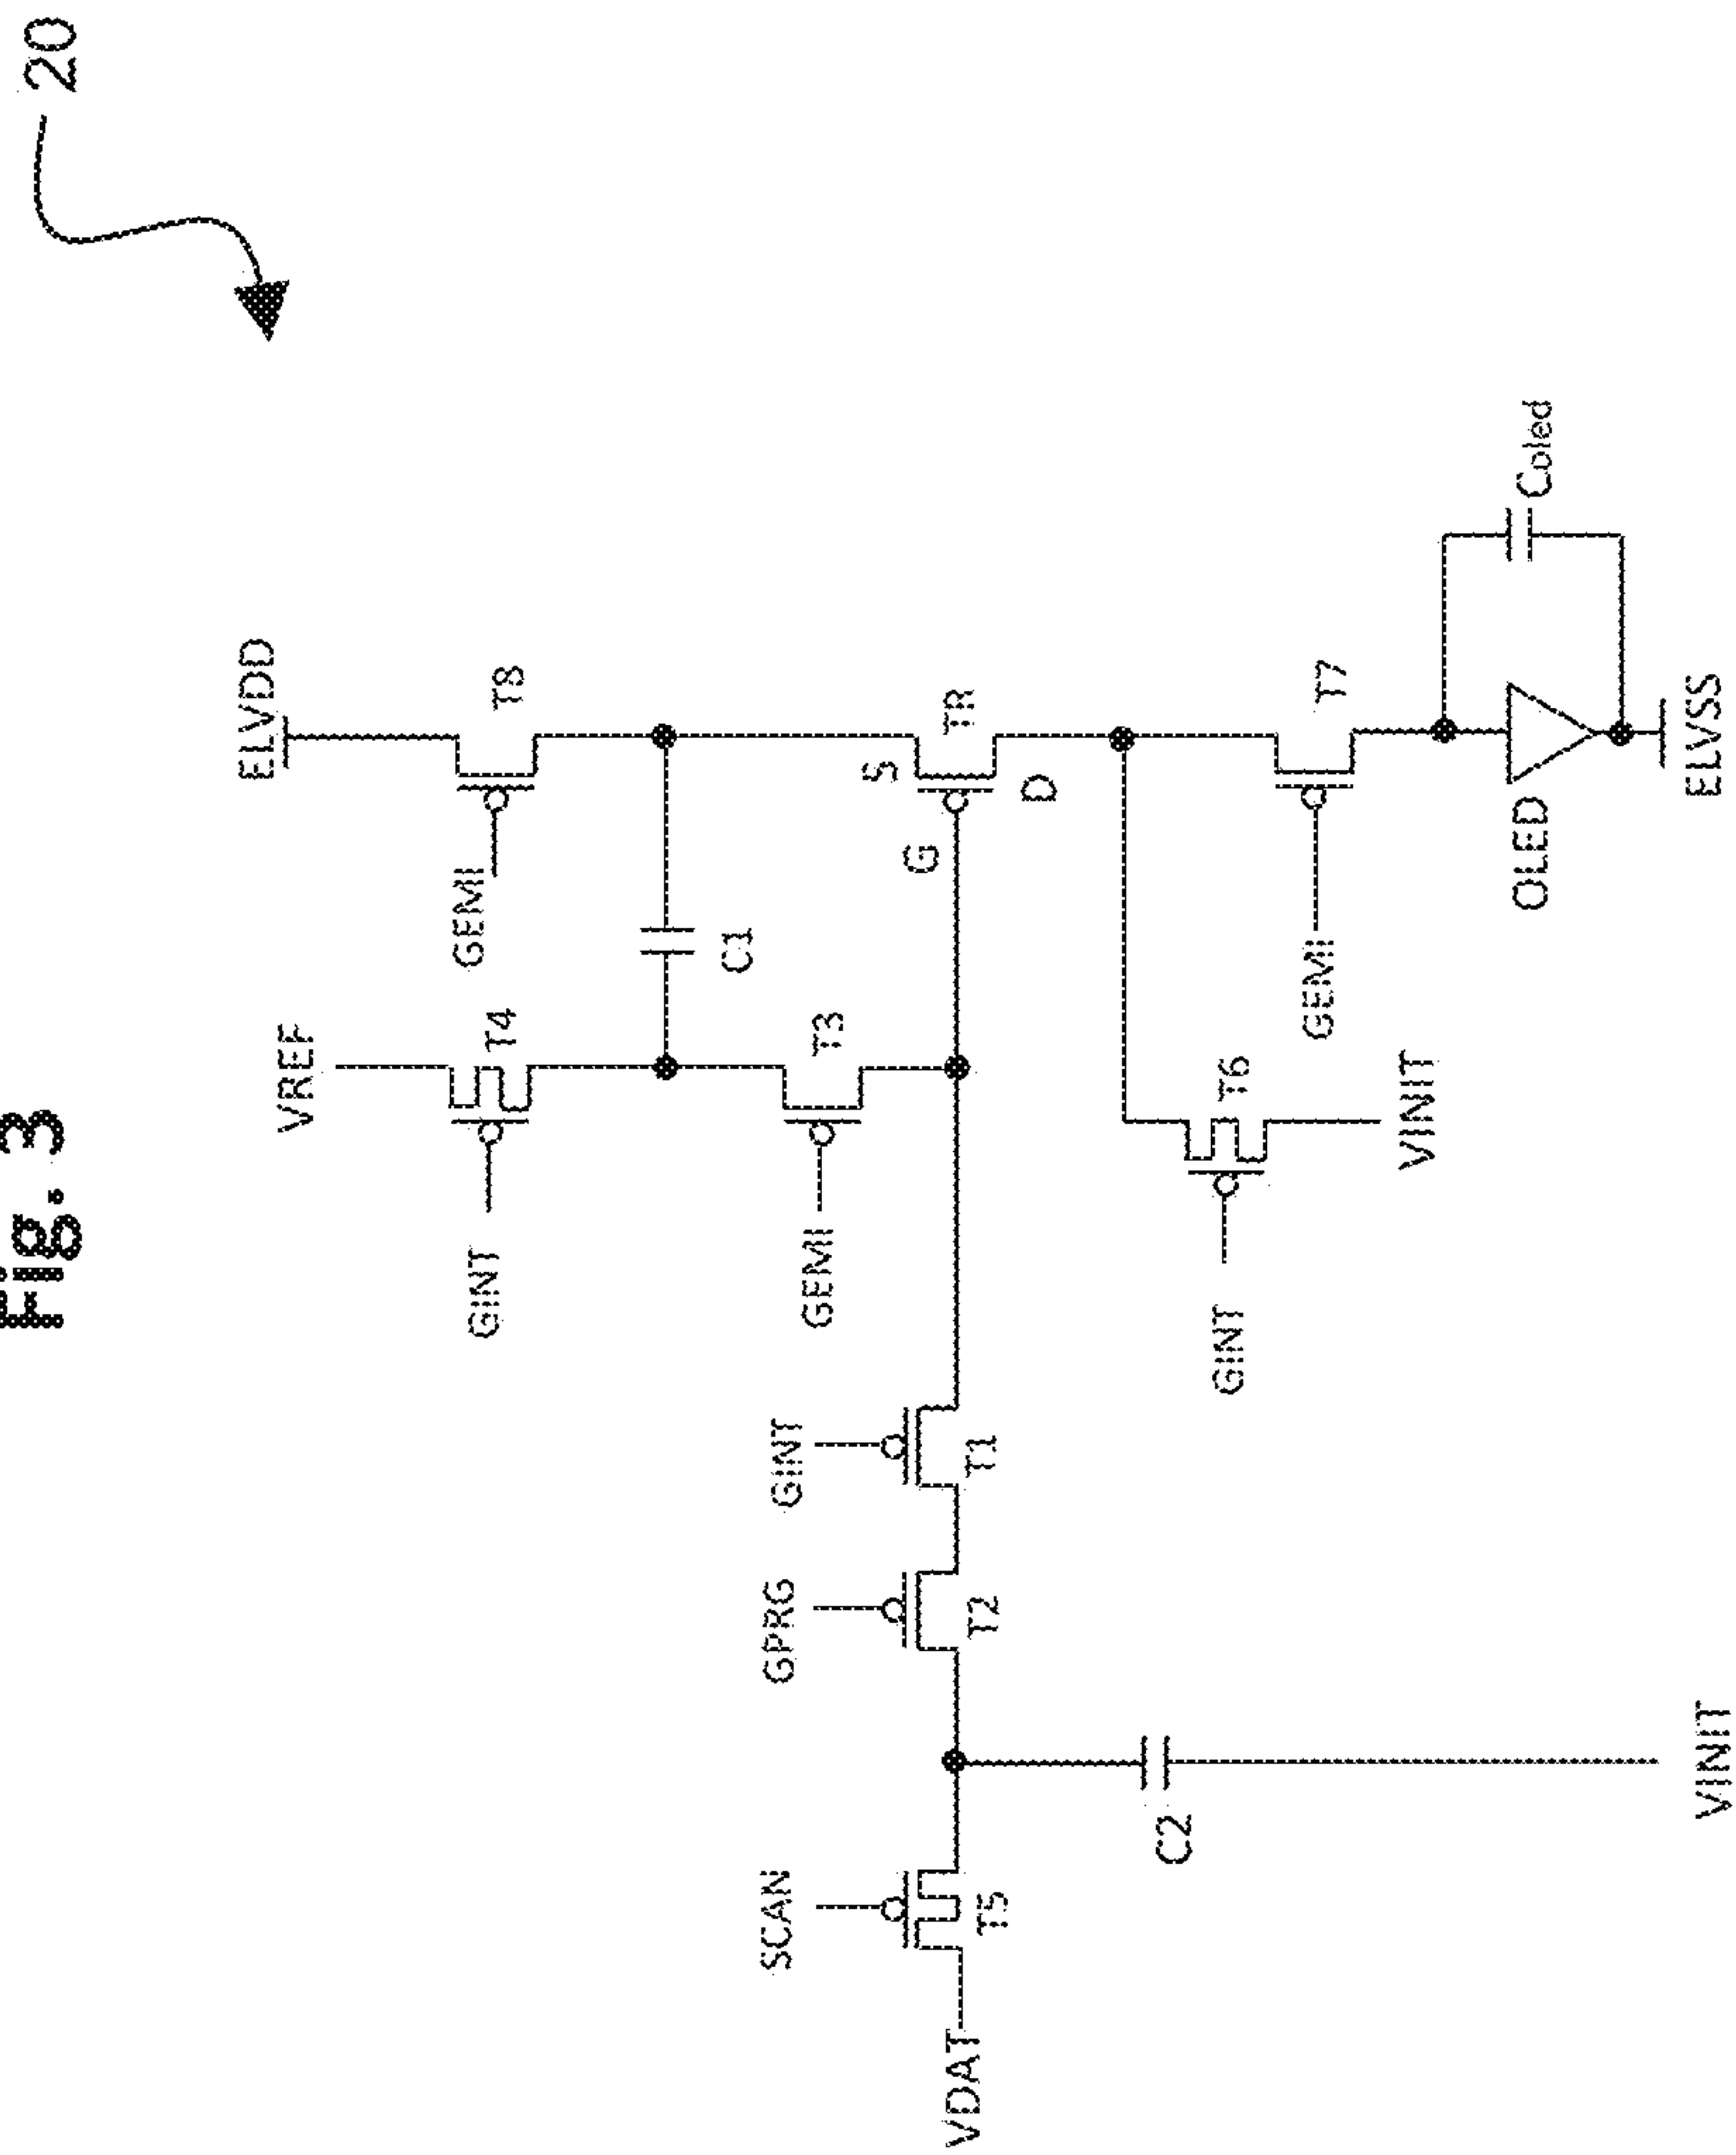 Fig. 3
20
ELVDD
VREF
T8
GEMI
T4
GINT
C1
S
TR
G
D
T3
GEMI
GINT
GPRG
SCAN
T1
T2
T5
VDAT
T6
GINT
T7
GEMI
C2
VINIT
Coled
OLED
ELVSS
VINIT